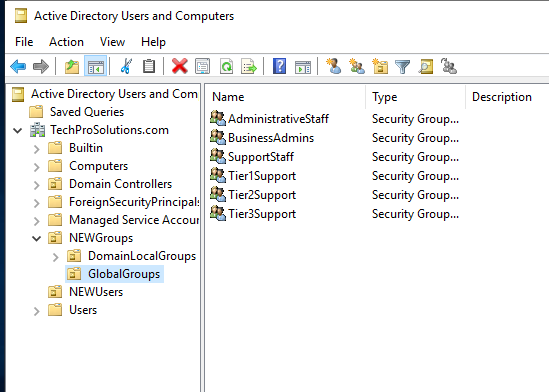 Active Directory Users and Computers
File Action View Help
Active Directory Users and Com
Saved Queries
TechProSolutions.com
Builtin
Computers
Domain Controllers
ForeignSecurityPrincipals
Managed Service Accou
NEWGroups
DomainLocalGroups
GlobalGroups
NEWUsers
Users
Name Type Description
AdministrativeStaff Security Group...
BusinessAdmins Security Group...
SupportStaff Security Group...
Tier1Support Security Group...
Tier2Support Security Group...
Tier3Support Security Group...